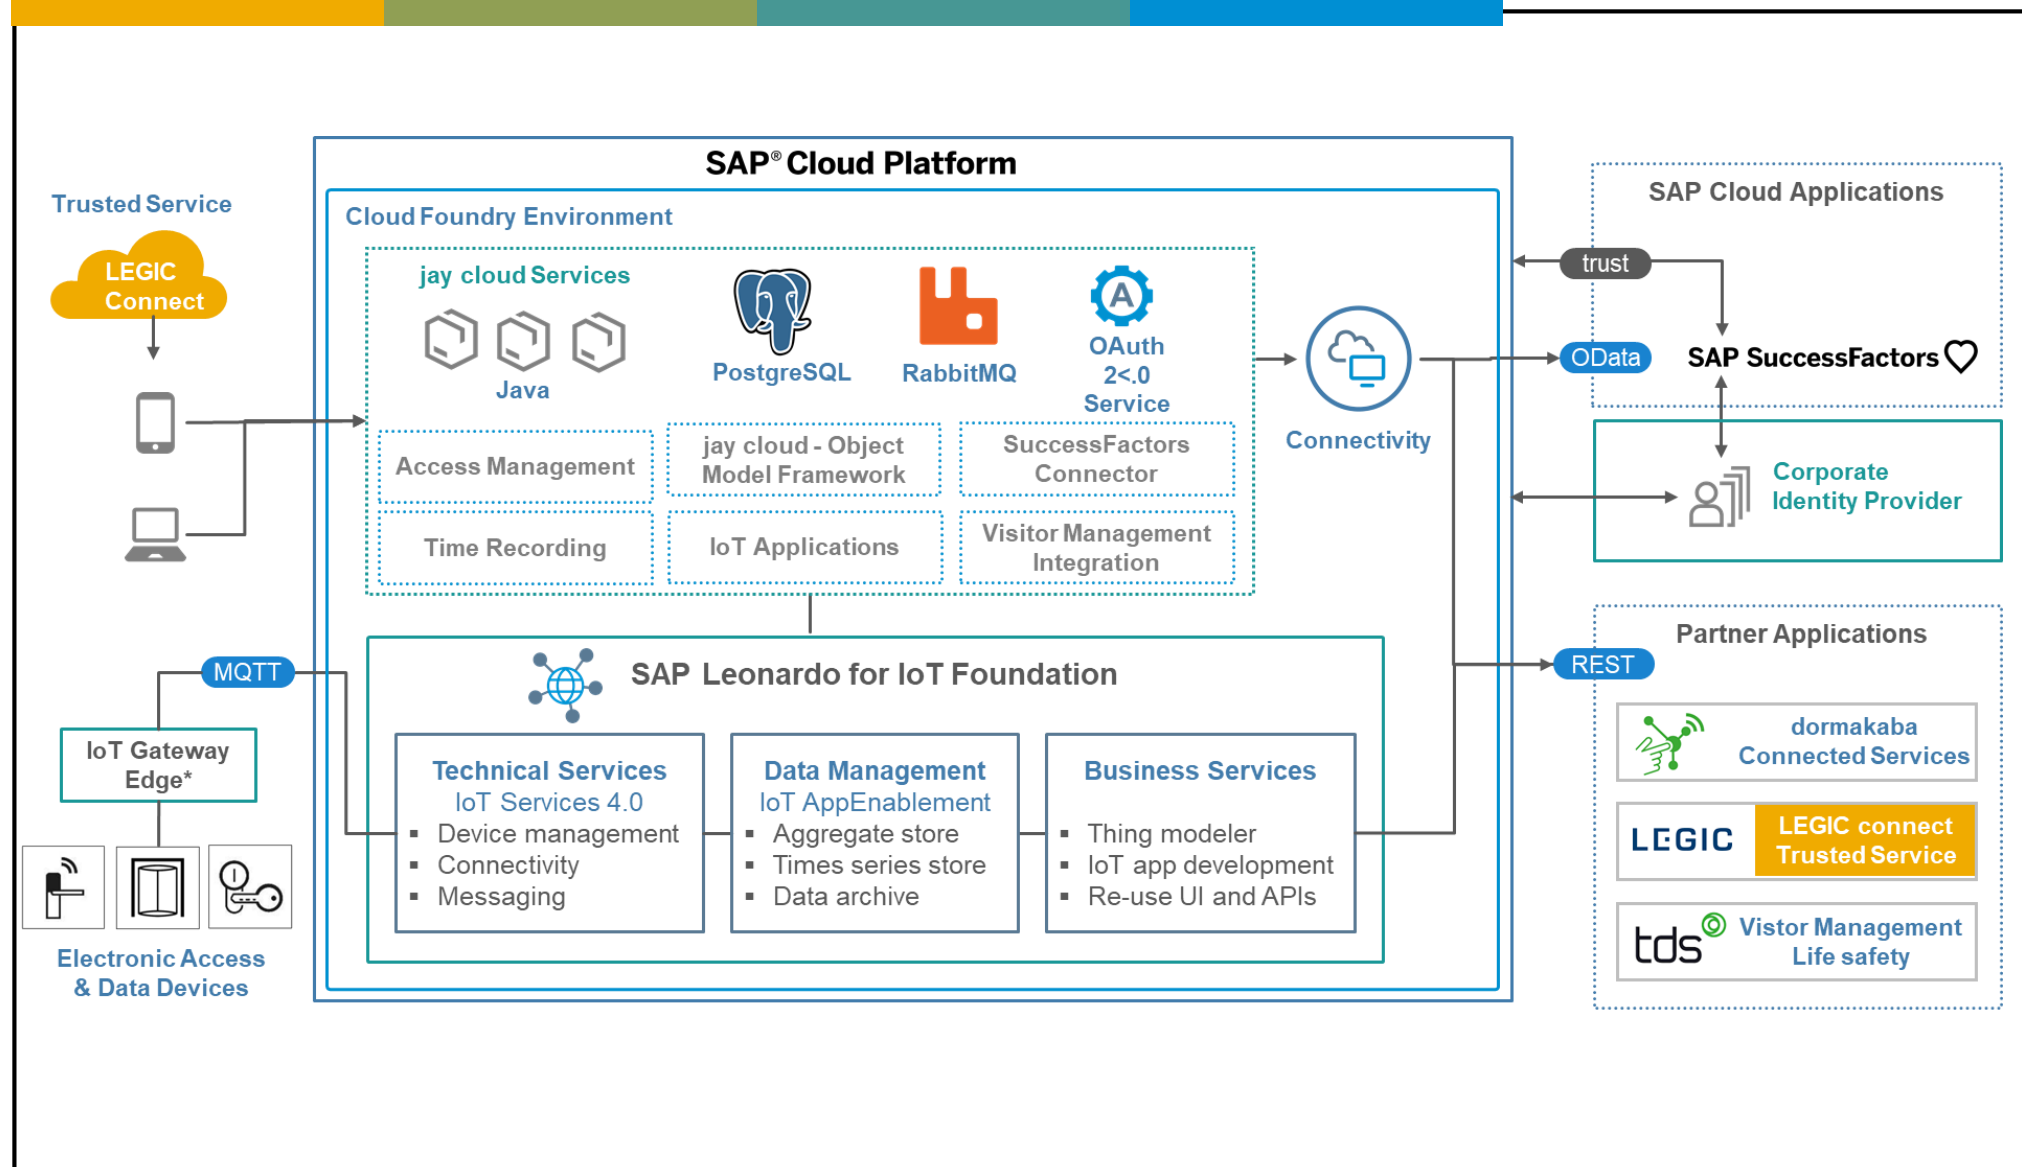 SAP® Cloud Platform
Trusted Service
LEGIC
Connect
Cloud Foundry Environment
jay cloud Services
Java
PostgreSQL
RabbitMQ
A
OAuth
2<.0
Service
Access Management
jay cloud - Object
Model Framework
SuccessFactors
Connector
Time Recording
IoT Applications
Visitor Management
Integration
Connectivity
SAP Cloud Applications
trust
OData
SAP SuccessFactors
Corporate
Identity Provider
MQTT
IoT Gateway
Edge*
Electronic Access
& Data Devices
SAP Leonardo for IoT Foundation
Technical Services
IoT Services 4.0
▪ Device management
▪ Connectivity
▪ Messaging
Data Management
IoT AppEnablement
▪ Aggregate store
▪ Times series store
▪ Data archive
Business Services
▪ Thing modeler
▪ IoT app development
▪ Re-use UI and APIs
Partner Applications
REST
dormakaba
Connected Services
LEGIC
LEGIC connect
Trusted Service
tds
Vistor Management
Life safety